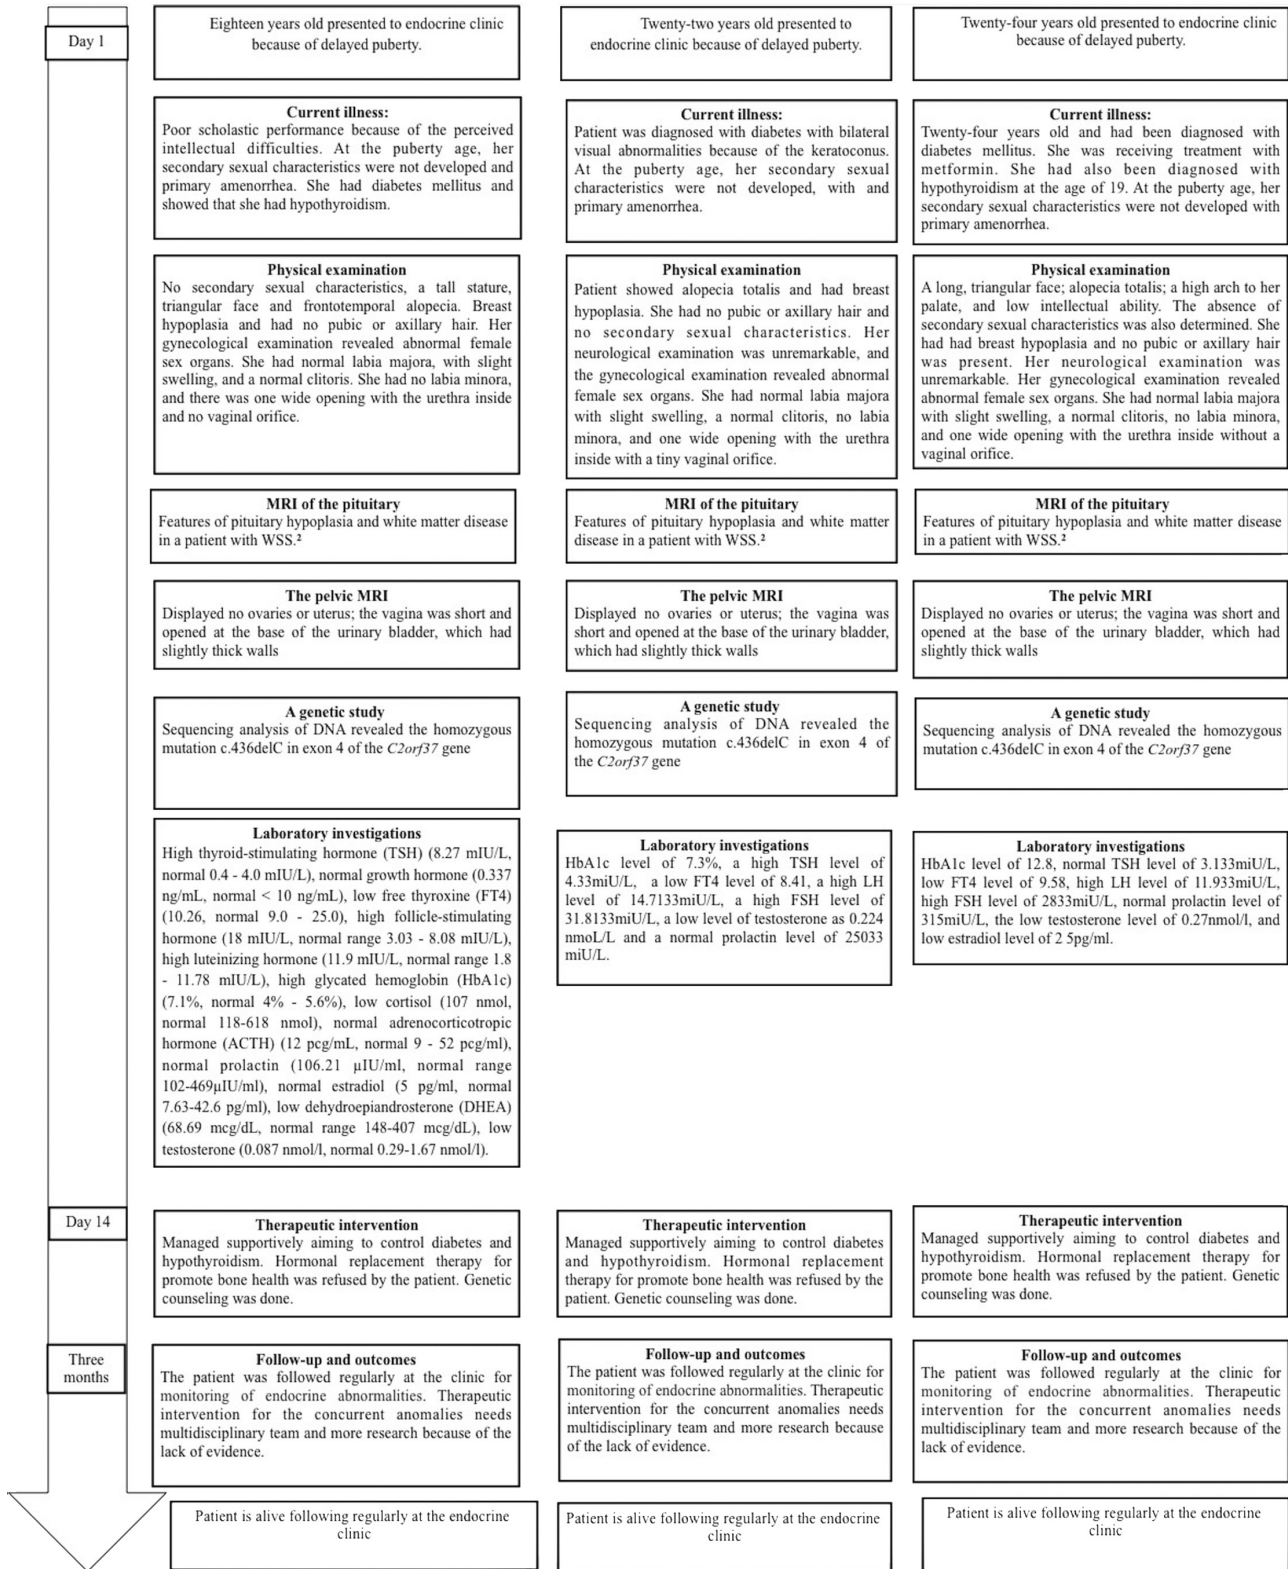 Day 1
Eighteen years old presented to endocrine clinic
because of delayed puberty.
Twenty-two years old presented to
endocrine clinic because of delayed puberty.
Twenty-four years old presented to endocrine clinic
because of delayed puberty.
Current illness:
Poor scholastic performance because of the perceived
intellectual difficulties. At the puberty age, her
secondary sexual characteristics were not developed and
primary amenorrhea. She had diabetes mellitus and
showed that she had hypothyroidism.
Current illness:
Patient was diagnosed with diabetes with bilateral
visual abnormalities because of the keratoconus.
At the puberty age, her secondary sexual
characteristics were not developed, with and
primary amenorrhea.
Current illness:
Twenty-four years old and had been diagnosed with
diabetes mellitus. She was receiving treatment with
metformin. She had also been diagnosed with
hypothyroidism at the age of 19. At the puberty age, her
secondary sexual characteristics were not developed with
primary amenorrhea.
Physical examination
No secondary sexual characteristics, a tall stature,
triangular face and frontotemporal alopecia. Breast
hypoplasia and had no pubic or axillary hair. Her
gynecological examination revealed abnormal female
sex organs. She had normal labia majora, with slight
swelling, and a normal clitoris. She had no labia minora,
and there was one wide opening with the urethra inside
and no vaginal orifice.
Physical examination
Patient showed alopecia totalis and had breast
hypoplasia. She had no pubic or axillary hair and
no secondary sexual characteristics. Her
neurological examination was unremarkable, and
the gynecological examination revealed abnormal
female sex organs. She had normal labia majora
with slight swelling, a normal clitoris, no labia
minora, and one wide opening with the urethra
inside with a tiny vaginal orifice.
Physical examination
A long, triangular face; alopecia totalis; a high arch to her
palate, and low intellectual ability. The absence of
secondary sexual characteristics was also determined. She
had had breast hypoplasia and no pubic or axillary hair
was present. Her neurological examination was
unremarkable. Her gynecological examination revealed
abnormal female sex organs. She had normal labia majora
with slight swelling, a normal clitoris, no labia minora,
and one wide opening with the urethra inside without a
vaginal orifice.
MRI of the pituitary
Features of pituitary hypoplasia and white matter disease
in a patient with WSS.²
MRI of the pituitary
Features of pituitary hypoplasia and white matter
disease in a patient with WSS.²
MRI of the pituitary
Features of pituitary hypoplasia and white matter disease
in a patient with WSS.²
The pelvic MRI
Displayed no ovaries or uterus; the vagina was short and
opened at the base of the urinary bladder, which had
slightly thick walls
The pelvic MRI
Displayed no ovaries or uterus; the vagina was
short and opened at the base of the urinary bladder,
which had slightly thick walls
The pelvic MRI
Displayed no ovaries or uterus; the vagina was short and
opened at the base of the urinary bladder, which had
slightly thick walls
A genetic study
Sequencing analysis of DNA revealed the homozygous
mutation c.436delC in exon 4 of the C2orf37 gene
A genetic study
Sequencing analysis of DNA revealed the
homozygous mutation c.436delC in exon 4 of
the C2orf37 gene
A genetic study
Sequencing analysis of DNA revealed the homozygous
mutation c.436delC in exon 4 of the C2orf37 gene
Laboratory investigations
High thyroid-stimulating hormone (TSH) (8.27 mIU/L,
normal 0.4 - 4.0 mIU/L), normal growth hormone (0.337
ng/mL, normal < 10 ng/mL), low free thyroxine (FT4)
(10.26, normal 9.0 - 25.0), high follicle-stimulating
hormone (18 mIU/L, normal range 3.03 - 8.08 mIU/L),
high luteinizing hormone (11.9 mIU/L, normal range 1.8
- 11.78 mIU/L), high glycated hemoglobin (HbA1c)
(7.1%, normal 4% - 5.6%), low cortisol (107 nmol,
normal 118-618 nmol), normal adrenocorticotropic
hormone (ACTH) (12 pcg/mL, normal 9 - 52 pcg/ml),
normal prolactin (106.21 µIU/ml, normal range
102-469µIU/ml), normal estradiol (5 pg/ml, normal
7.63-42.6 pg/ml), low dehydroepiandrosterone (DHEA)
(68.69 mcg/dL, normal range 148-407 mcg/dL), low
testosterone (0.087 nmol/l, normal 0.29-1.67 nmol/l).
Laboratory investigations
HbA1c level of 7.3%, a high TSH level of
4.33miU/L, a low FT4 level of 8.41, a high LH
level of 14.7133miU/L, a high FSH level of
31.8133miU/L, a low level of testosterone as 0.224
nmoL/L and a normal prolactin level of 25033
miU/L.
Laboratory investigations
HbA1c level of 12.8, normal TSH level of 3.133miU/L,
low FT4 level of 9.58, high LH level of 11.933miU/L,
high FSH level of 2833miU/L, normal prolactin level of
315miU/L, the low testosterone level of 0.27nmol/l, and
low estradiol level of 2 5pg/ml.
Day 14
Therapeutic intervention
Managed supportively aiming to control diabetes and
hypothyroidism. Hormonal replacement therapy for
promote bone health was refused by the patient. Genetic
counseling was done.
Therapeutic intervention
Managed supportively aiming to control diabetes
and hypothyroidism. Hormonal replacement
therapy for promote bone health was refused by the
patient. Genetic counseling was done.
Therapeutic intervention
Managed supportively aiming to control diabetes and
hypothyroidism. Hormonal replacement therapy for
promote bone health was refused by the patient. Genetic
counseling was done.
Three
months
Follow-up and outcomes
The patient was followed regularly at the clinic for
monitoring of endocrine abnormalities. Therapeutic
intervention for the concurrent anomalies needs
multidisciplinary team and more research because of the
lack of evidence.
Follow-up and outcomes
The patient was followed regularly at the clinic for
monitoring of endocrine abnormalities. Therapeutic
intervention for the concurrent anomalies needs
multidisciplinary team and more research because
of the lack of evidence.
Follow-up and outcomes
The patient was followed regularly at the clinic for
monitoring of endocrine abnormalities. Therapeutic
intervention for the concurrent anomalies needs
multidisciplinary team and more research because of the
lack of evidence.
Patient is alive following regularly at the endocrine
clinic
Patient is alive following regularly at the endocrine
clinic
Patient is alive following regularly at the endocrine
clinic